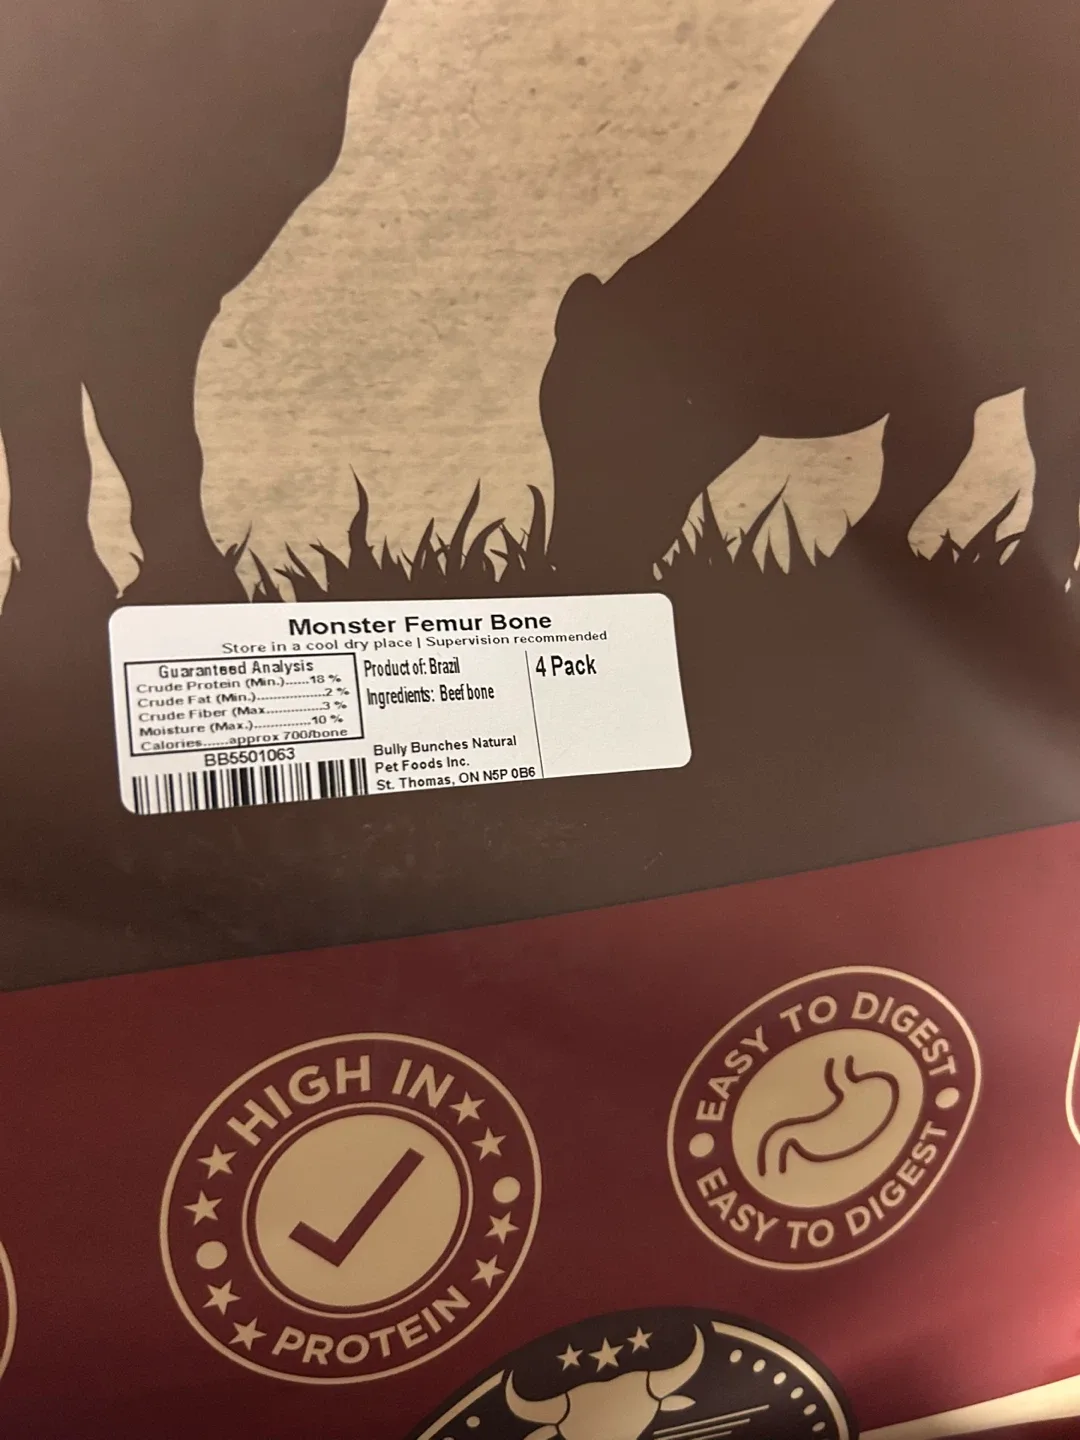 Monster Femur Bone
Store in a cool dry place | Supervision recommended
Guaranteed Analysis
Crude Protein (Min.)......18 %
Crude Fat (Min.)................2 %
Crude Fiber (Max..............3 %
Moisture (Max.)..............10 %
Calories......approx 700/bone
BB5501063
Product of: Brazil
Ingredients: Beef bone
Bully Bunches Natural
Pet Foods Inc.
St. Thomas, ON N5P 0B6
4 Pack
HIGH IN
PROTEIN
EASY TO DIGEST
EASY TO DIGEST